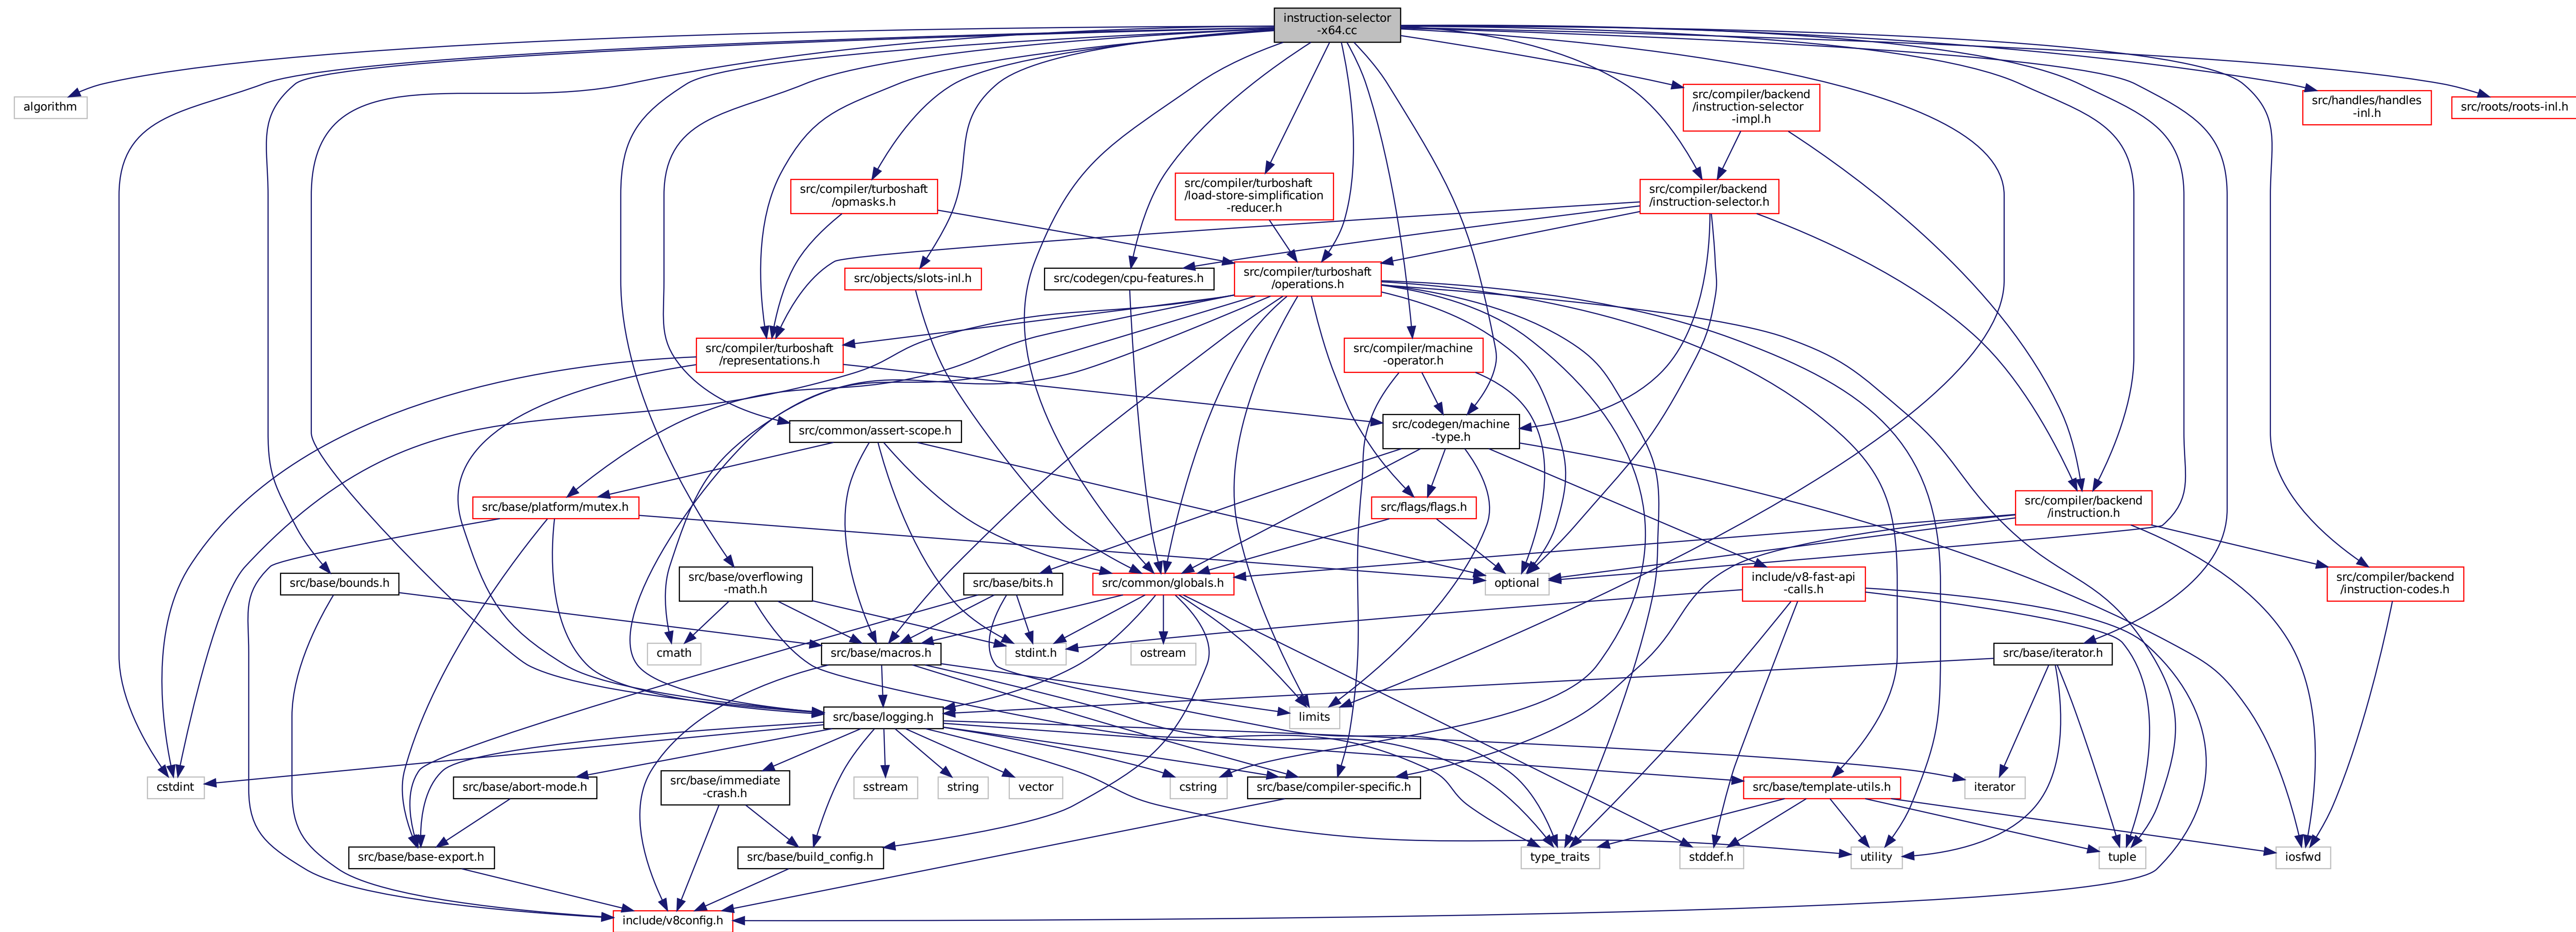 instruction-selector
-x64.cc
algorithm
src/compiler/backend
/instruction-selector
-impl.h
src/handles/handles
-inl.h
src/roots/roots-inl.h
src/compiler/turboshaft
/opmasks.h
src/compiler/turboshaft
/load-store-simplification
-reducer.h
src/compiler/backend
/instruction-selector.h
src/objects/slots-inl.h
src/codegen/cpu-features.h
src/compiler/turboshaft
/operations.h
src/compiler/turboshaft
/representations.h
src/compiler/machine
-operator.h
src/common/assert-scope.h
src/codegen/machine
-type.h
src/base/platform/mutex.h
src/flags/flags.h
src/compiler/backend
/instruction.h
src/base/bounds.h
src/base/overflowing
-math.h
src/base/bits.h
src/common/globals.h
optional
include/v8-fast-api
-calls.h
src/compiler/backend
/instruction-codes.h
cmath
src/base/macros.h
stdint.h
ostream
src/base/iterator.h
src/base/logging.h
limits
cstdint
src/base/abort-mode.h
src/base/immediate
-crash.h
sstream
string
vector
cstring
src/base/compiler-specific.h
src/base/template-utils.h
iterator
src/base/base-export.h
src/base/build_config.h
type_traits
stddef.h
utility
tuple
iosfwd
include/v8config.h